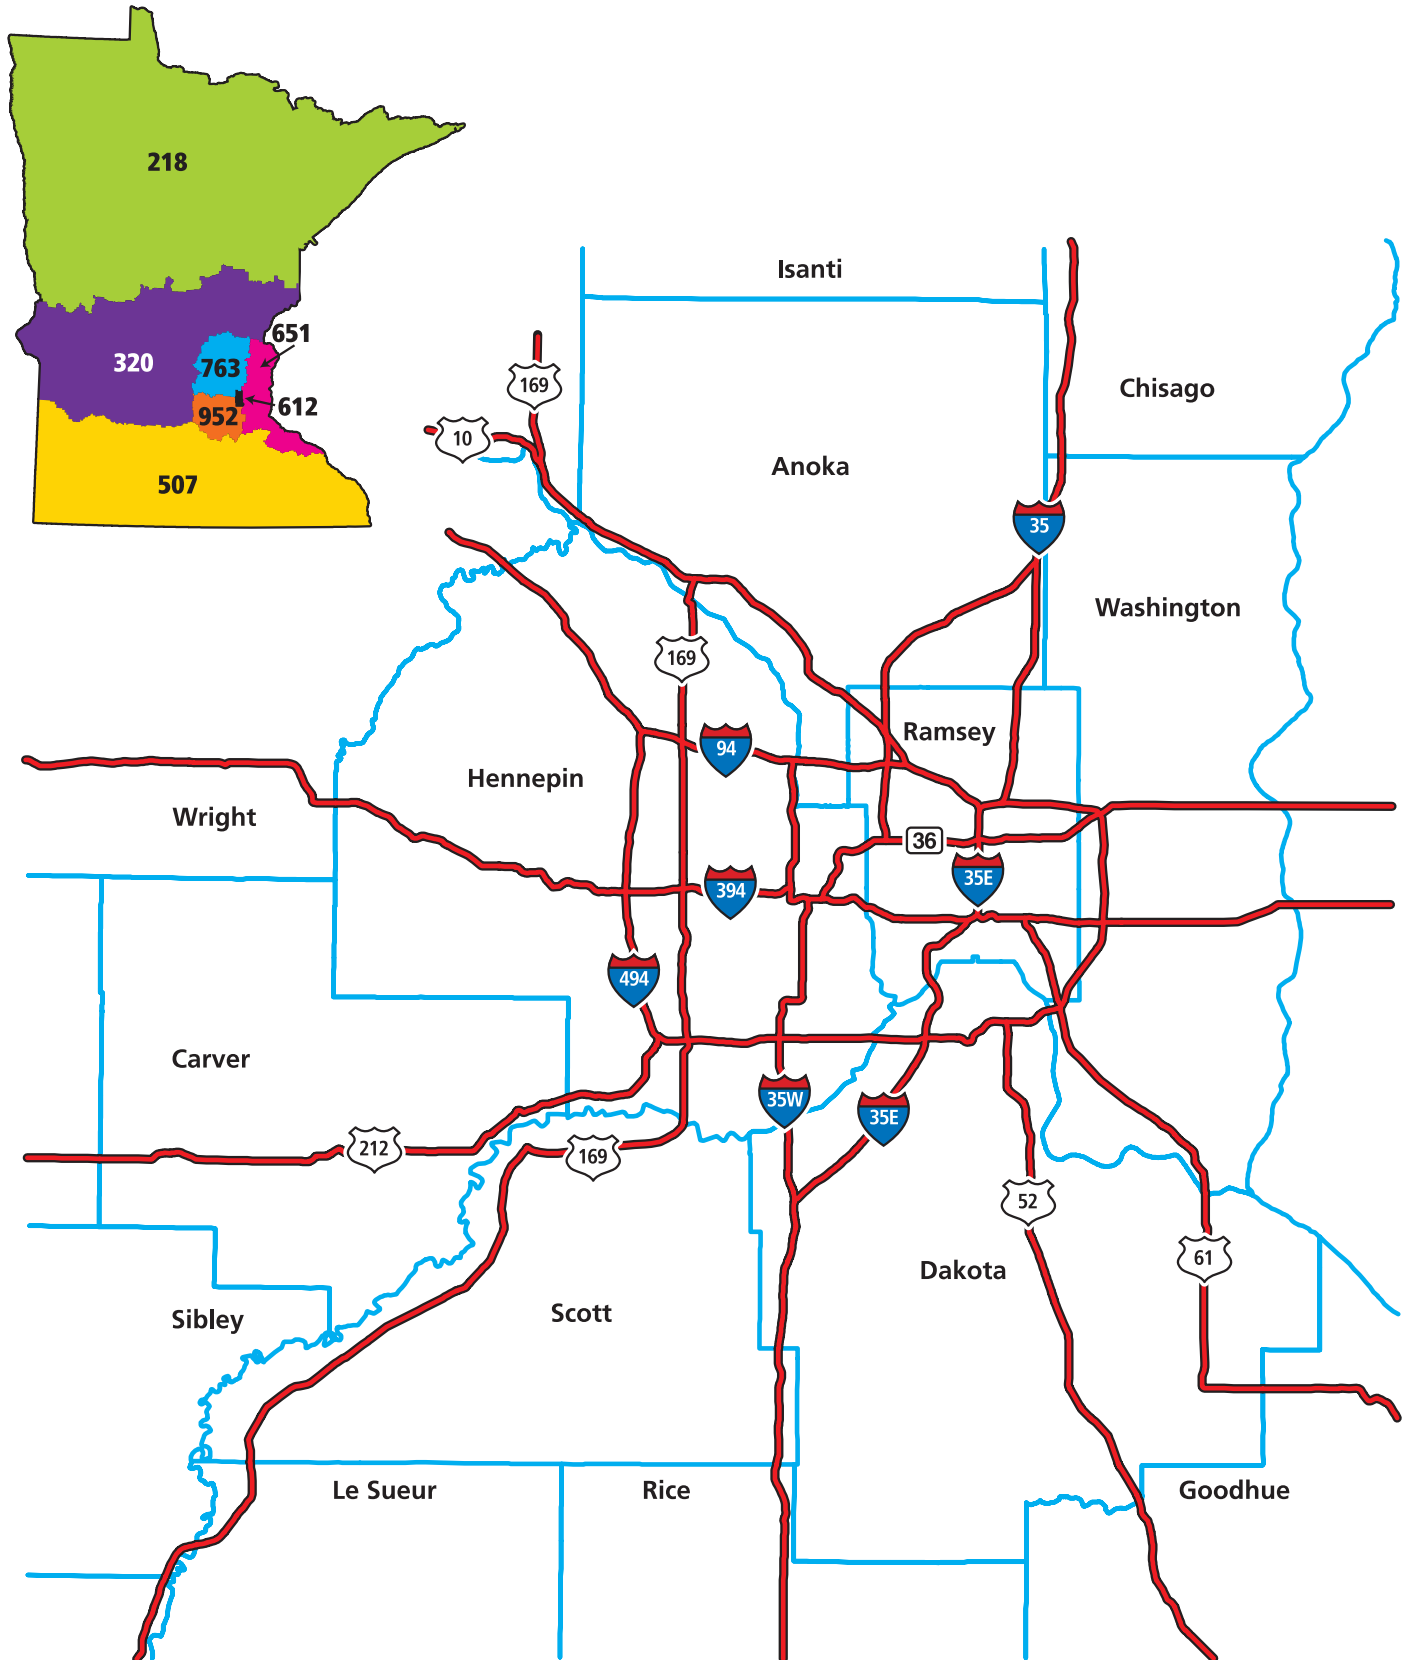 218
651
320
763
612
952
507
Isanti
169
Chisago
10
Anoka
35
Washington
169
Ramsey
94
Hennepin
Wright
36
35E
394
494
Carver
35W
35E
212
169
52
61
Dakota
Scott
Sibley
Le Sueur
Rice
Goodhue